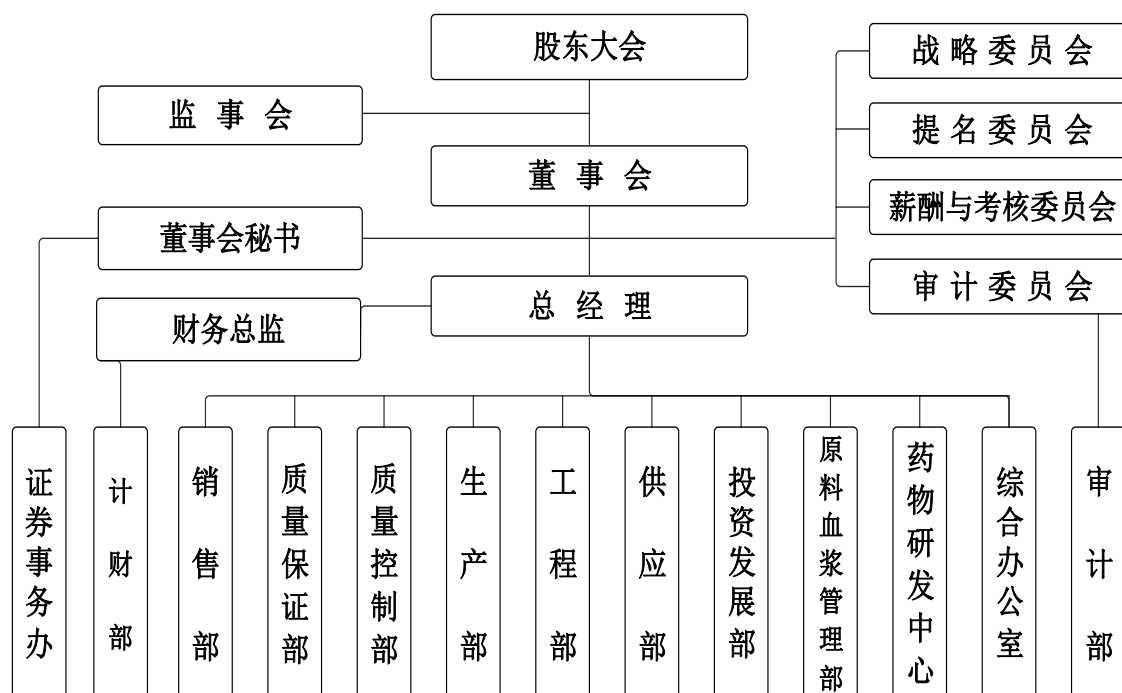 股东大会
战略委员会
监事会
提名委员会
董事会
薪酬与考核委员会
董事会秘书
审计委员会
总经理
财务总监
证券事务办
计财部
销售部
质量保证部
质量控制部
生产部
工程部
供应部
投资发展部
原料血浆管理部
药物研发中心
综合办公室
审计部